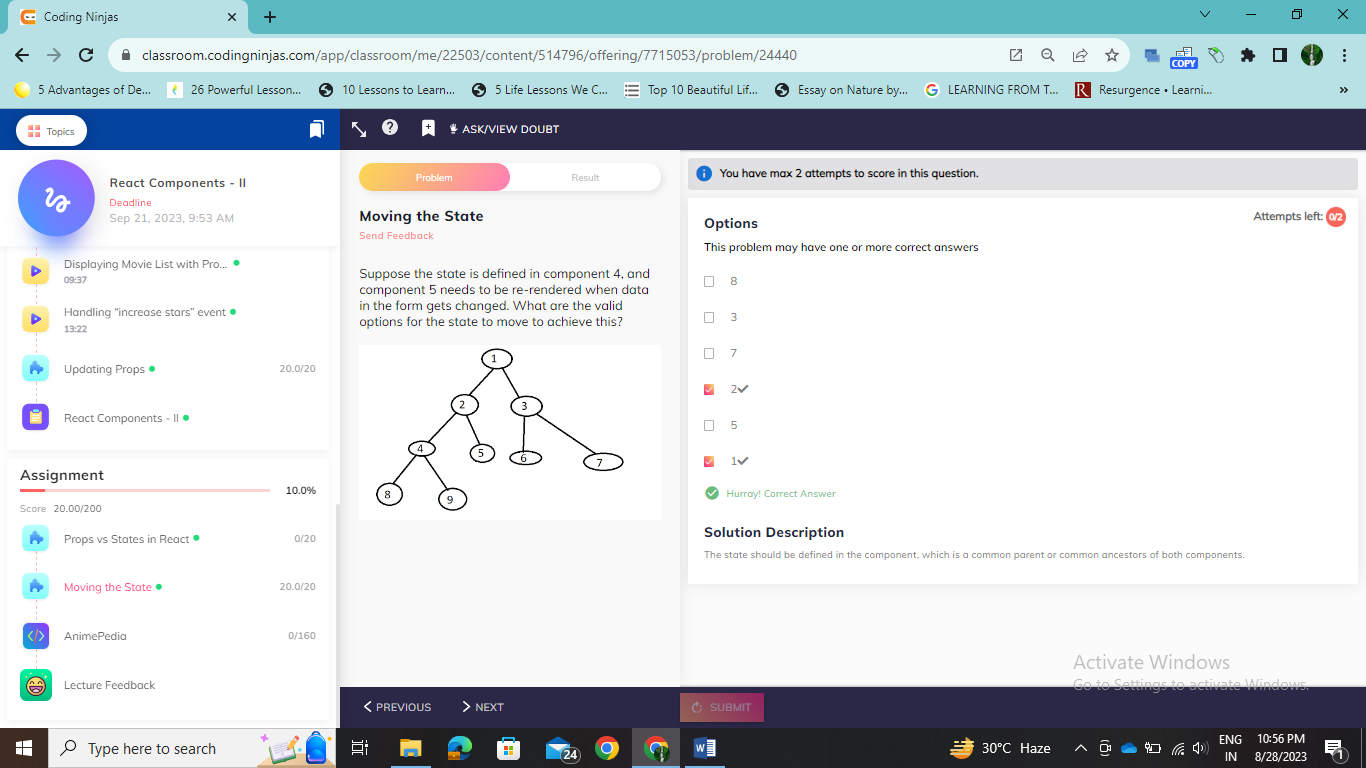 Coding Ninjas
classroom.codingninjas.com/app/classroom/me/22503/content/514796/offering/7715053/problem/24440
COPY
5 Advantages of De...
26 Powerful Lesson...
10 Lessons to Learn...
5 Life Lessons We C...
Top 10 Beautiful Lif...
Essay on Nature by...
LEARNING FROM T...
Resurgence • Learni...
»
Topics
React Components - II
Deadline
Sep 21, 2023, 9:53 AM
Displaying Movie List with Pro...
09:37
Handling “increase stars” event
13:22
Updating Props
20.0/20
React Components - II
Assignment
10.0%
Score 20.00/200
Props vs States in React
0/20
Moving the State
20.0/20
AnimePedia
0/160
Lecture Feedback
ASK/VIEW DOUBT
Problem
Result
Moving the State
Send Feedback
Suppose the state is defined in component 4, and
component 5 needs to be re-rendered when data
in the form gets changed. What are the valid
options for the state to move to achieve this?
1
2
3
4
5
6
7
8
9
PREVIOUS
NEXT
You have max 2 attempts to score in this question.
Options
Attempts left: 0/2
This problem may have one or more correct answers
8
3
7
2
5
1
Hurray! Correct Answer
Solution Description
The state should be defined in the component, which is a common parent or common ancestors of both components.
SUBMIT
Activate Windows
Go to Settings to activate Windows.
Type here to search
24
30°C Haze
ENG
IN
10:56 PM
8/28/2023
1